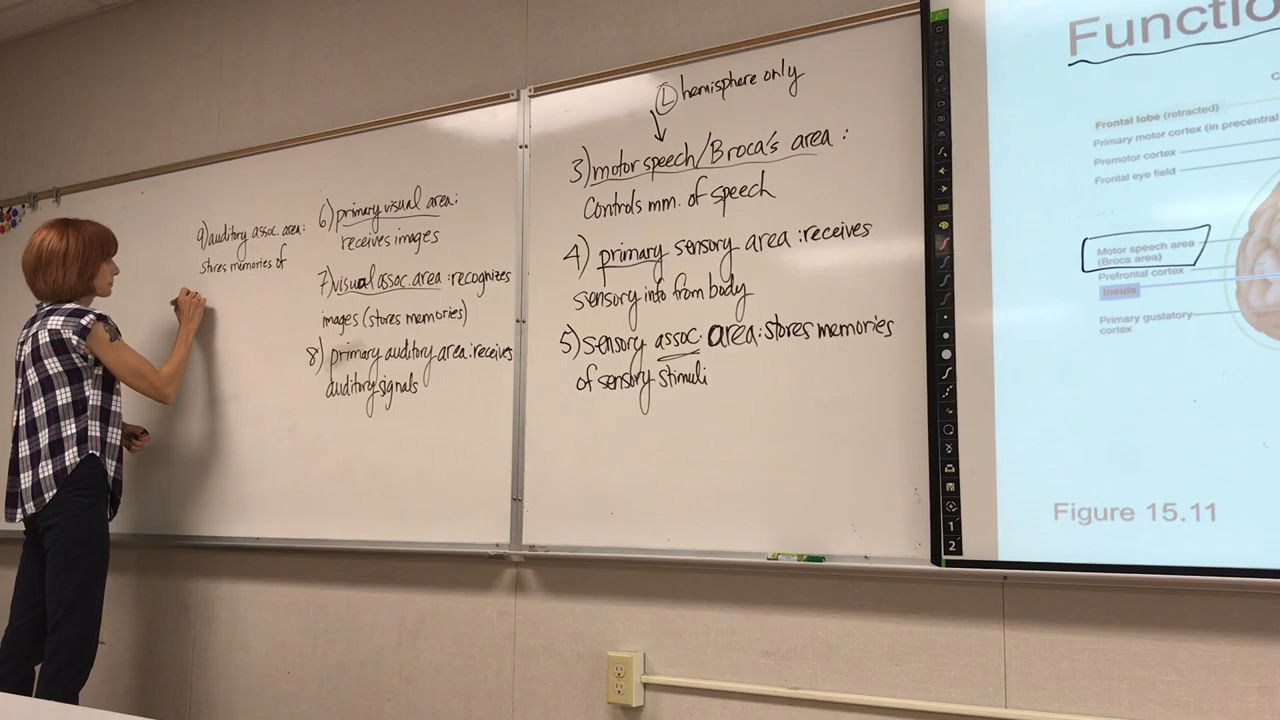 (L) hemisphere only
3) motor speech/Broca's area :
Controls mm. of speech
4) primary sensory area : receives
sensory info from body
5) sensory assoc. area : stores memories
of sensory stimuli
6) primary visual area :
receives images
7) visual assoc. area : recognizes
images (stores memories)
8) primary auditory area : receives
auditory signals
9) auditory assoc. area :
stores memories of
Functio
C
Frontal lobe (retracted)
Primary motor cortex (in precentral
Premotor cortex
Frontal eye field
Motor speech area
(Broca area)
Prefrontal cortex
Insula
Primary gustatory
cortex
Figure 15.11
1
2